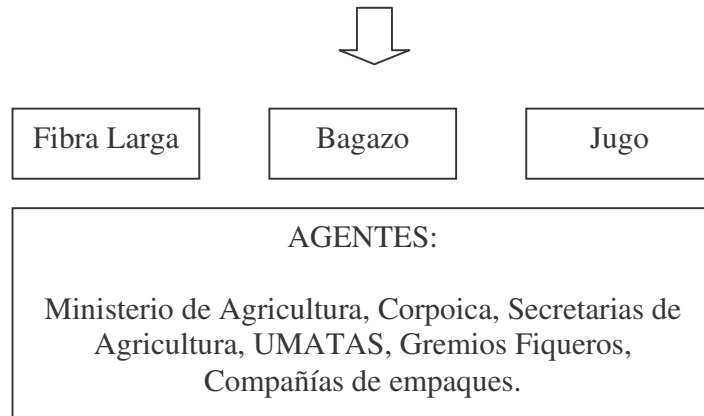 Fibra Larga
Bagazo
Jugo
AGENTES:
Ministerio de Agricultura, Corpoica, Secretarias de
Agricultura, UMATAS, Gremios Fiqueros,
Compañías de empaques.